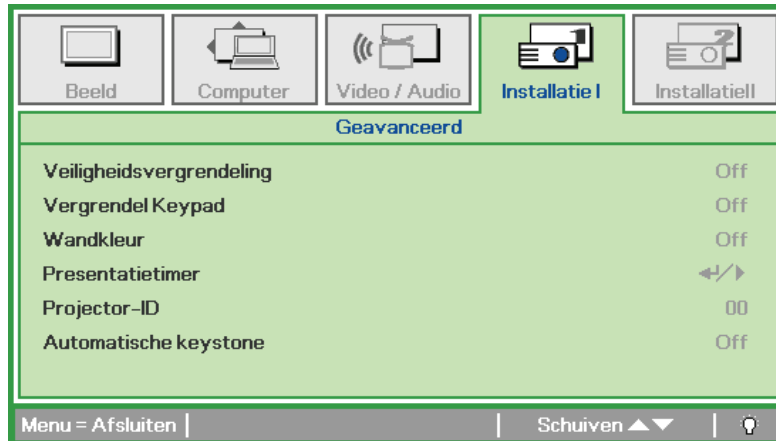 Beeld Computer Video / Audio Installatie I InstallatieII
Geavanceerd
Veiligheidsvergrendeling Off
Vergrendel Keypad Off
Wandkleur Off
Presentatietimer
Projector-ID 00
Automatische keystone Off
Menu = Afsluiten Schuiven